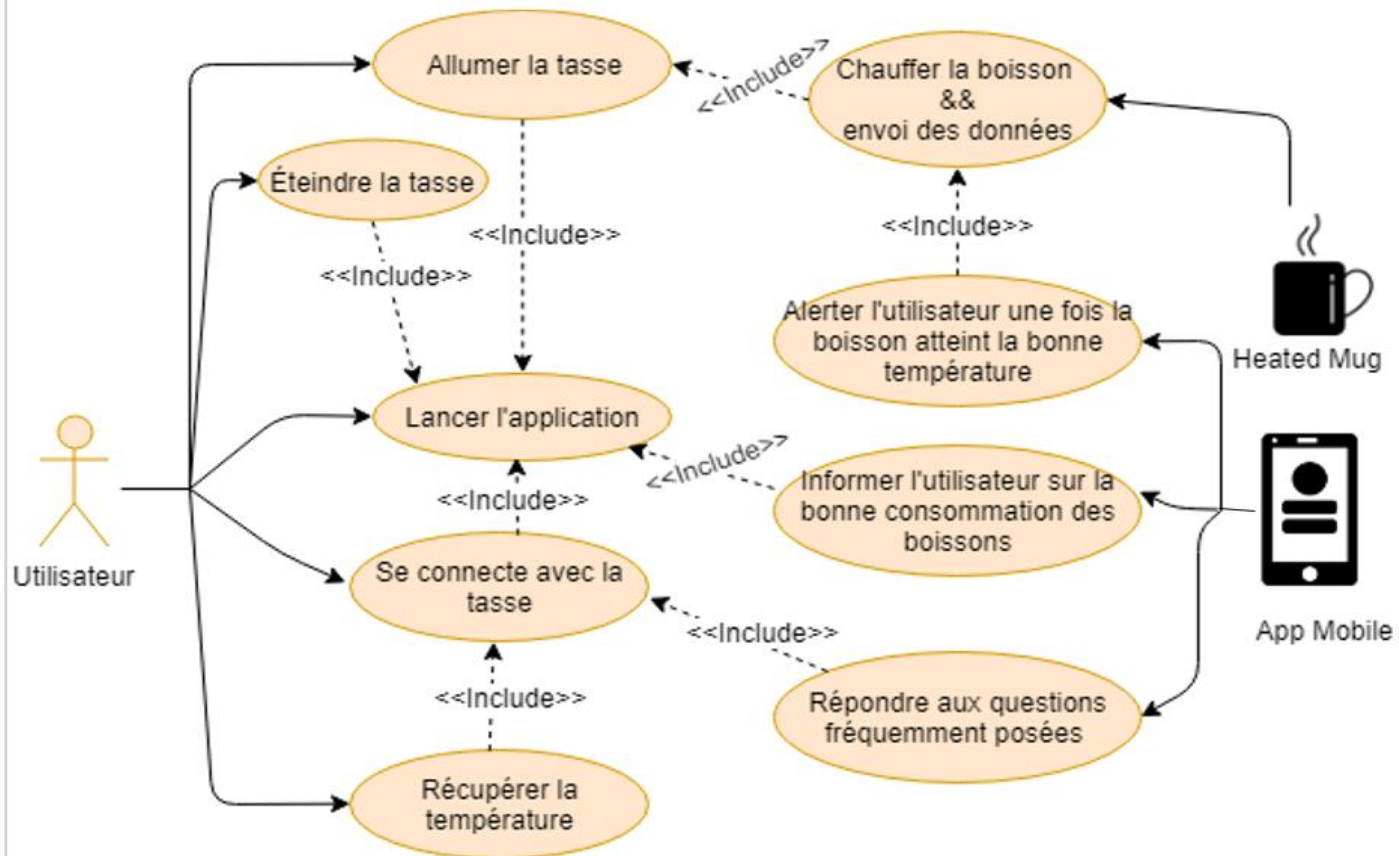 Allumer la tasse
<<Include>>
Chauffer la boisson
&&
envoi des données
Éteindre la tasse
<<Include>>
<<Include>>
<<Include>>
Alerter l'utilisateur une fois la
boisson atteint la bonne
température
Heated Mug
Lancer l'application
<<Include>>
Informer l'utilisateur sur la
bonne consommation des
boissons
<<Include>>
Utilisateur
Se connecte avec la
tasse
<<Include>>
App Mobile
<<Include>>
Répondre aux questions
fréquemment posées
Récupérer la
température